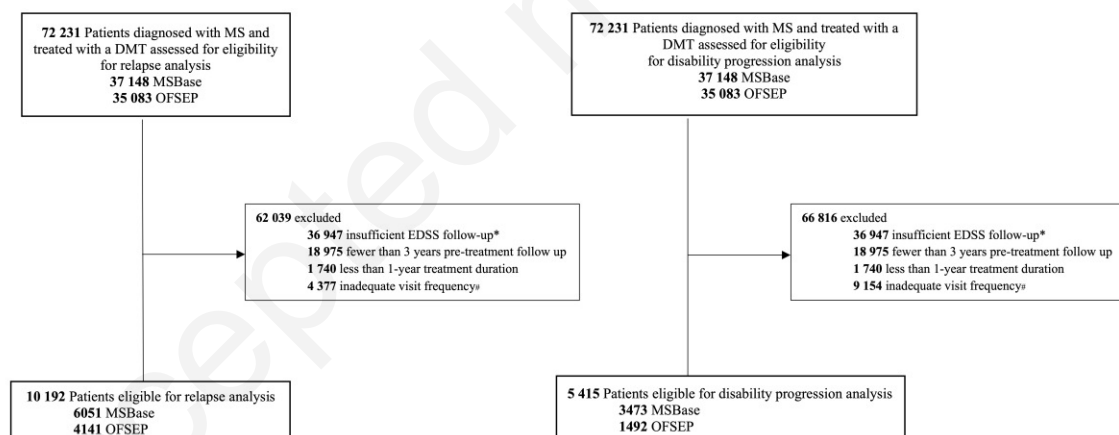 72 231 Patients diagnosed with MS and
treated with a DMT assessed for eligibility
for relapse analysis
37 148 MSBase
35 083 OFSEP
72 231 Patients diagnosed with MS and treated with a
DMT assessed for eligibility
for disability progression analysis
37 148 MSBase
35 083 OFSEP
62 039 excluded
36 947 insufficient EDSS follow-up*
18 975 fewer than 3 years pre-treatment follow up
1 740 less than 1-year treatment duration
4 377 inadequate visit frequency#
66 816 excluded
36 947 insufficient EDSS follow-up*
18 975 fewer than 3 years pre-treatment follow up
1 740 less than 1-year treatment duration
9 154 inadequate visit frequency#
10 192 Patients eligible for relapse analysis
6051 MSBase
4141 OFSEP
5 415 Patients eligible for disability progression analysis
3473 MSBase
1492 OFSEP